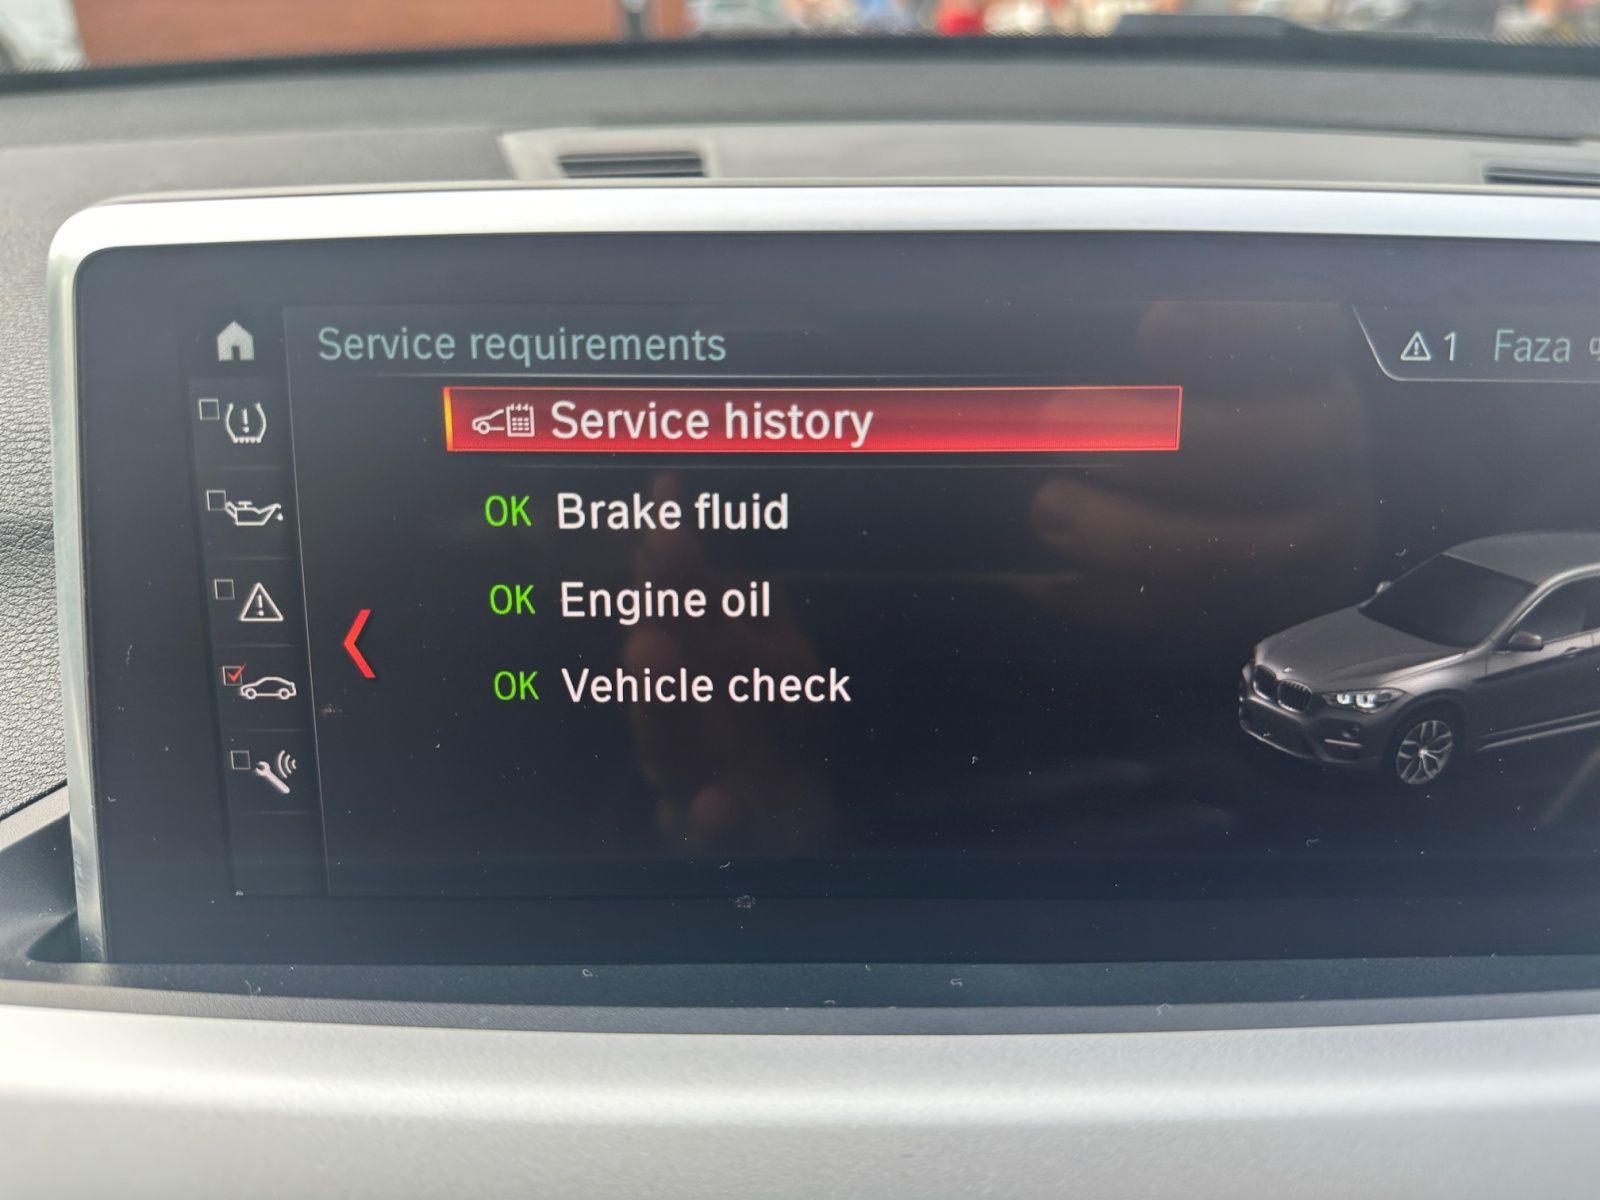 Service requirements
1 Faza
Service history
OK Brake fluid
OK Engine oil
OK Vehicle check